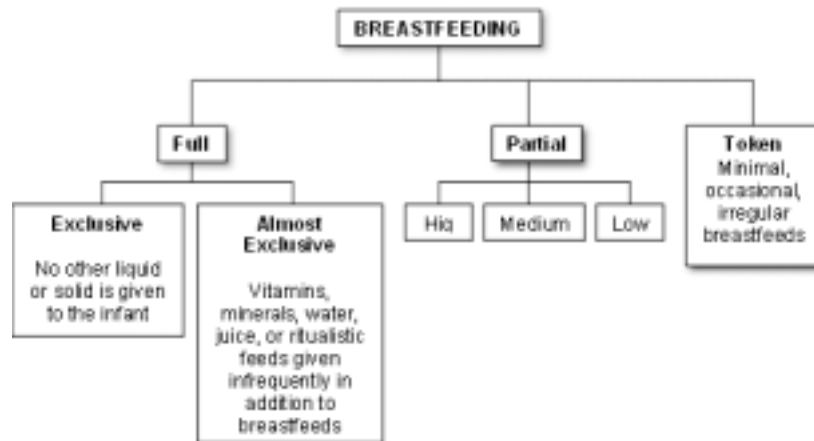 BREASTFEEDING
Full
Partial
Token
Minimal,
occasional,
irregular
breastfeeds
Exclusive
No other liquid
or solid is given
to the infant
Almost
Exclusive
Vitamins,
minerals, water,
juice, or ritualistic
feeds given
infrequently in
addition to
breastfeeds
Hig
Medium
Low